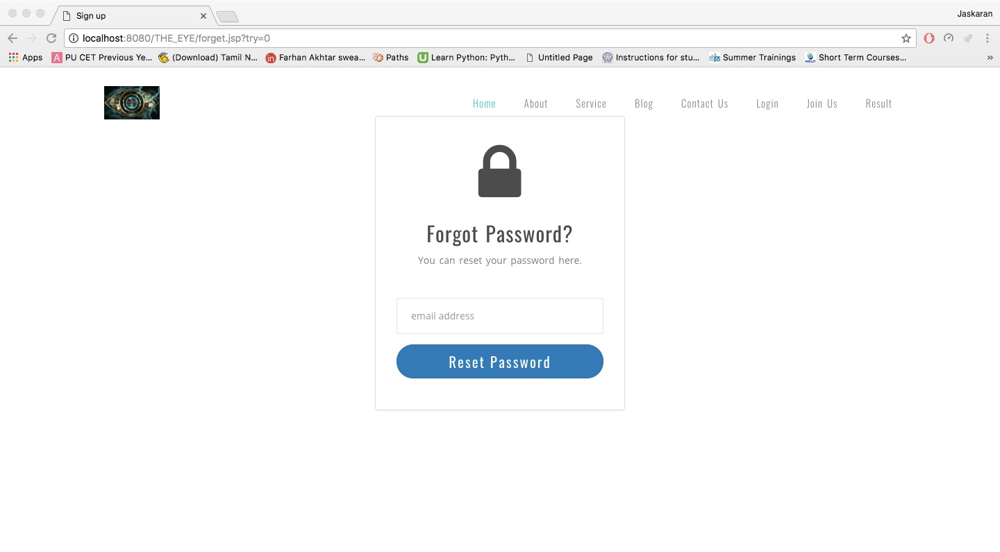 Sign up
Jaskaran
localhost:8080/THE_EYE/forget.jsp?try=0
Apps A PU CET Previous Ye... (Download) Tamil N... in Farhan Akhtar swea... Paths U Learn Python: Pyth... Untitled Page Instructions for stu... Summer Trainings Short Term Courses... »
Home About Service Blog Contact Us Login Join Us Result
Forgot Password?
You can reset your password here.
email address
Reset Password